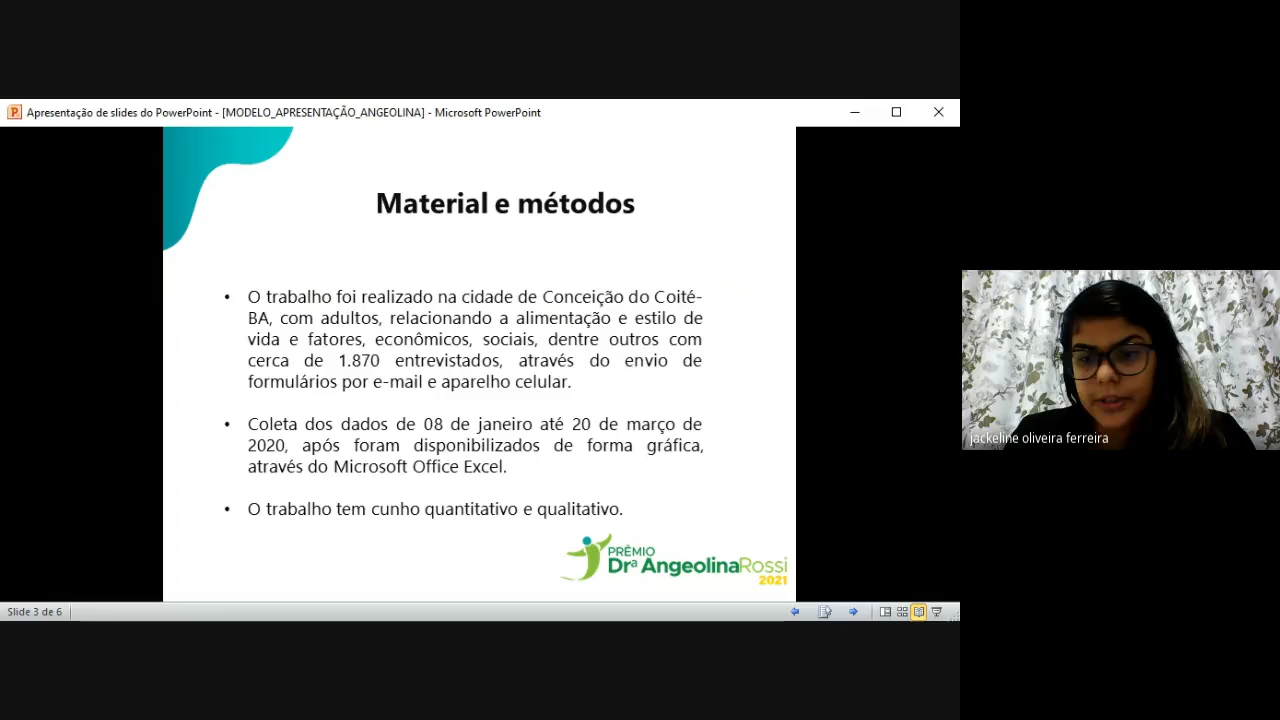 Apresentação de slides do PowerPoint - [MODELO_APRESENTAÇÃO_ANGEOLINA] - Microsoft PowerPoint
Material e métodos
• O trabalho foi realizado na cidade de Conceição do Coité-
BA, com adultos, relacionando a alimentação e estilo de
vida e fatores, econômicos, sociais, dentre outros com
cerca de 1.870 entrevistados, através do envio de
formulários por e-mail e aparelho celular.
• Coleta dos dados de 08 de janeiro até 20 de março de
2020, após foram disponibilizados de forma gráfica,
através do Microsoft Office Excel.
• O trabalho tem cunho quantitativo e qualitativo.
PRÊMIO
Drª AngeolinaRossi
2021
Slide 3 de 6
jackeline oliveira ferreira